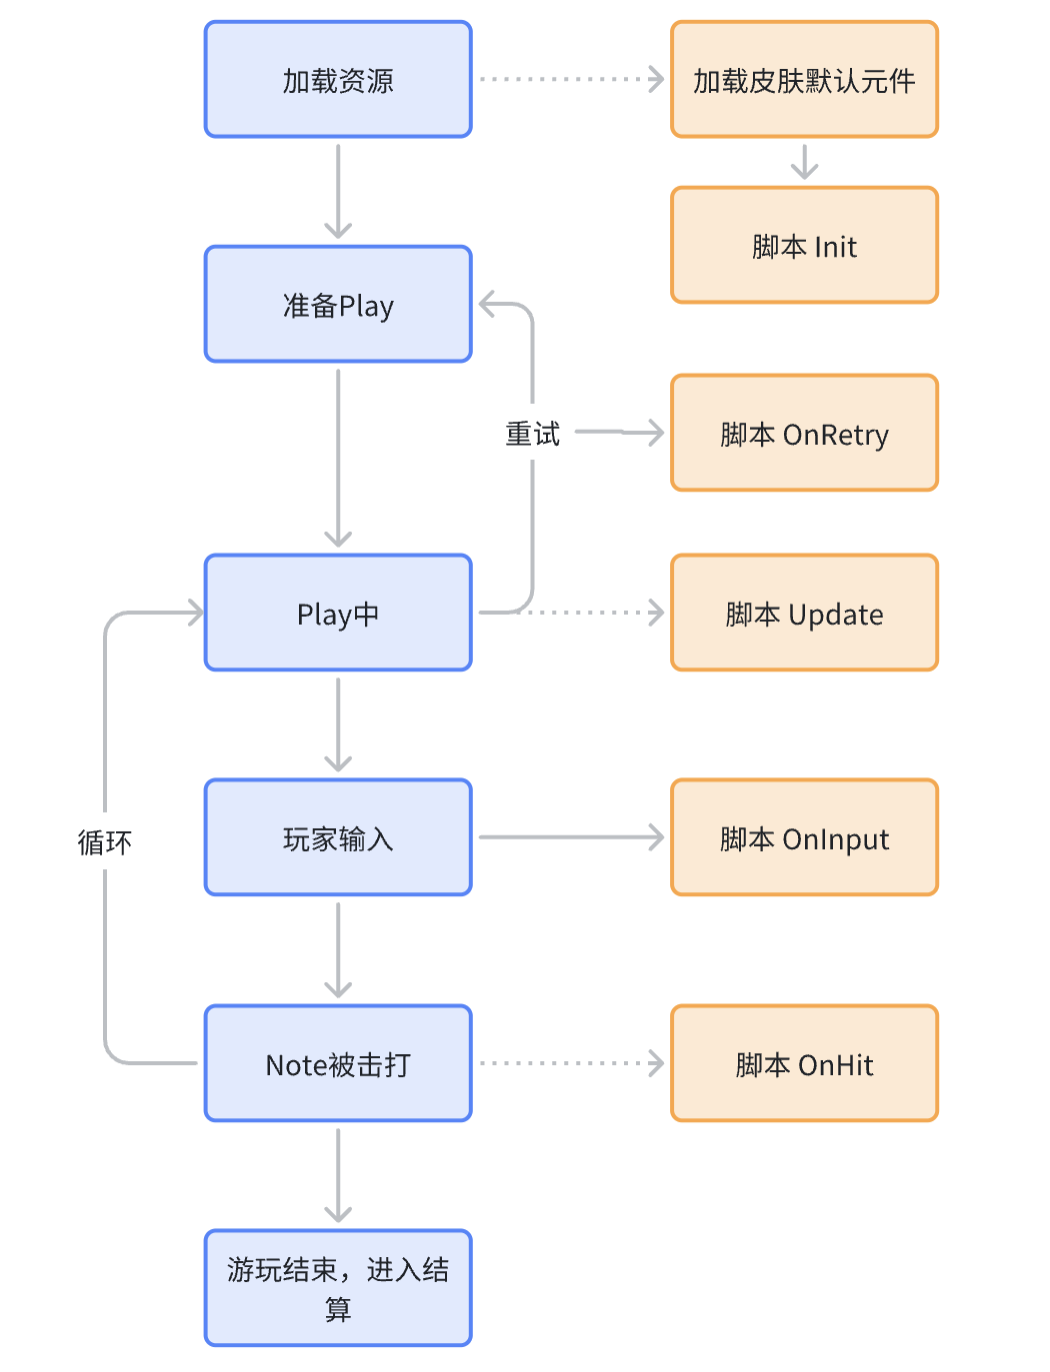 加载资源
加载皮肤默认元件
脚本 Init
准备Play
重试
脚本 OnRetry
Play中
脚本 Update
循环
玩家输入
脚本 OnInput
Note被击打
脚本 OnHit
游玩结束，进入结
算